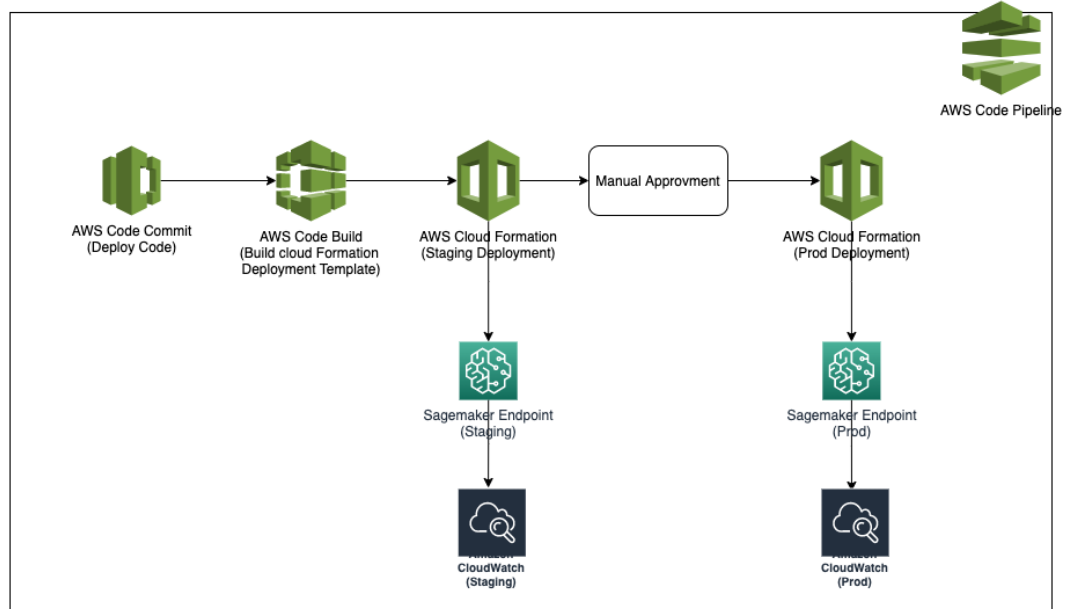 AWS Code Pipeline
AWS Code Commit
(Deploy Code)
AWS Code Build
(Build cloud Formation
Deployment Template)
AWS Cloud Formation
(Staging Deployment)
Manual Approvment
AWS Cloud Formation
(Prod Deployment)
Sagemaker Endpoint
(Staging)
Sagemaker Endpoint
(Prod)
Amazon
CloudWatch
(Staging)
Amazon
CloudWatch
(Prod)